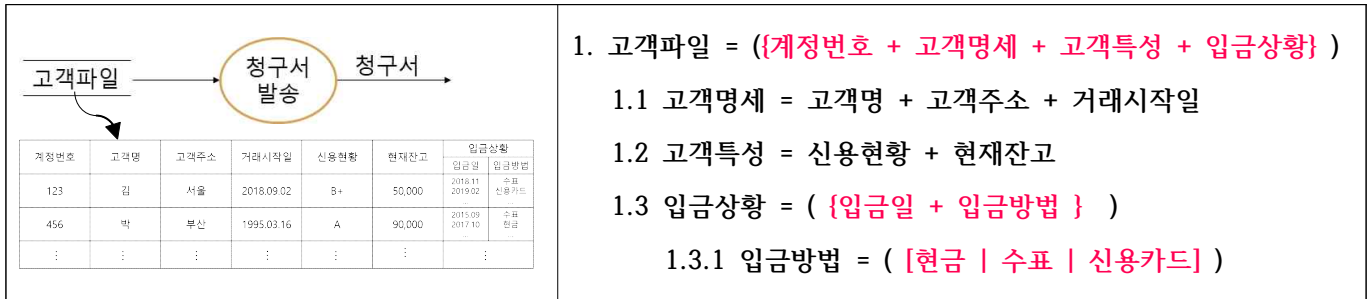 고객파일
청구서
발송
청구서
계정번호 고객명 고객주소 거래시작일 신용현황 현재잔고 입금상황
입금일 입금방법
123 김 서울 2018.09.02 B+ 50,000 2018.11 수표
2019.02 신용카드
... ...
456 박 부산 1995.03.16 A 90,000 2015.09 수표
2017.10 현금
... ...
⋮ ⋮ ⋮ ⋮ ⋮ ⋮ ⋮
1. 고객파일 = ({계정번호 + 고객명세 + 고객특성 + 입금상황} )
1.1 고객명세 = 고객명 + 고객주소 + 거래시작일
1.2 고객특성 = 신용현황 + 현재잔고
1.3 입금상황 = ( {입금일 + 입금방법 } )
1.3.1 입금방법 = ( [현금 | 수표 | 신용카드] )